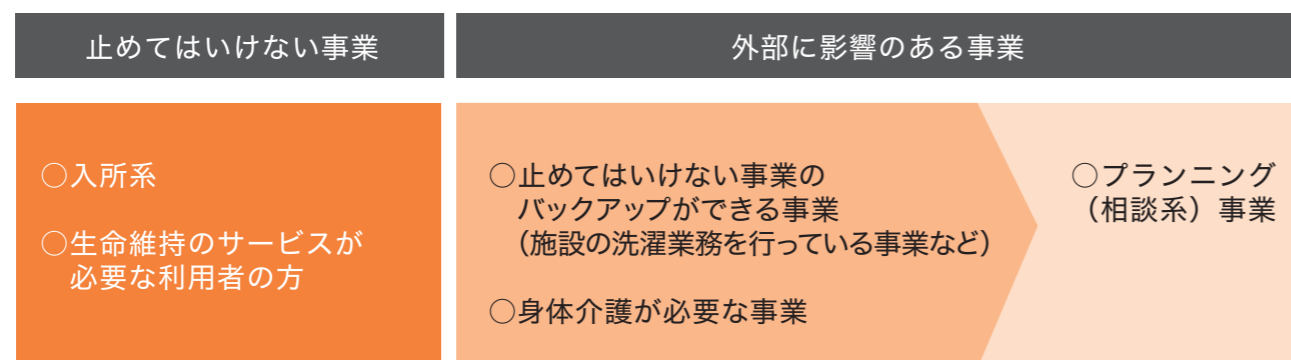 止めてはいけない事業
外部に影響のある事業
○入所系
○生命維持のサービスが
必要な利用者の方
○止めてはいけない事業の
バックアップができる事業
（施設の洗濯業務を行っている事業など）
○身体介護が必要な事業
○プランニング
（相談系）事業